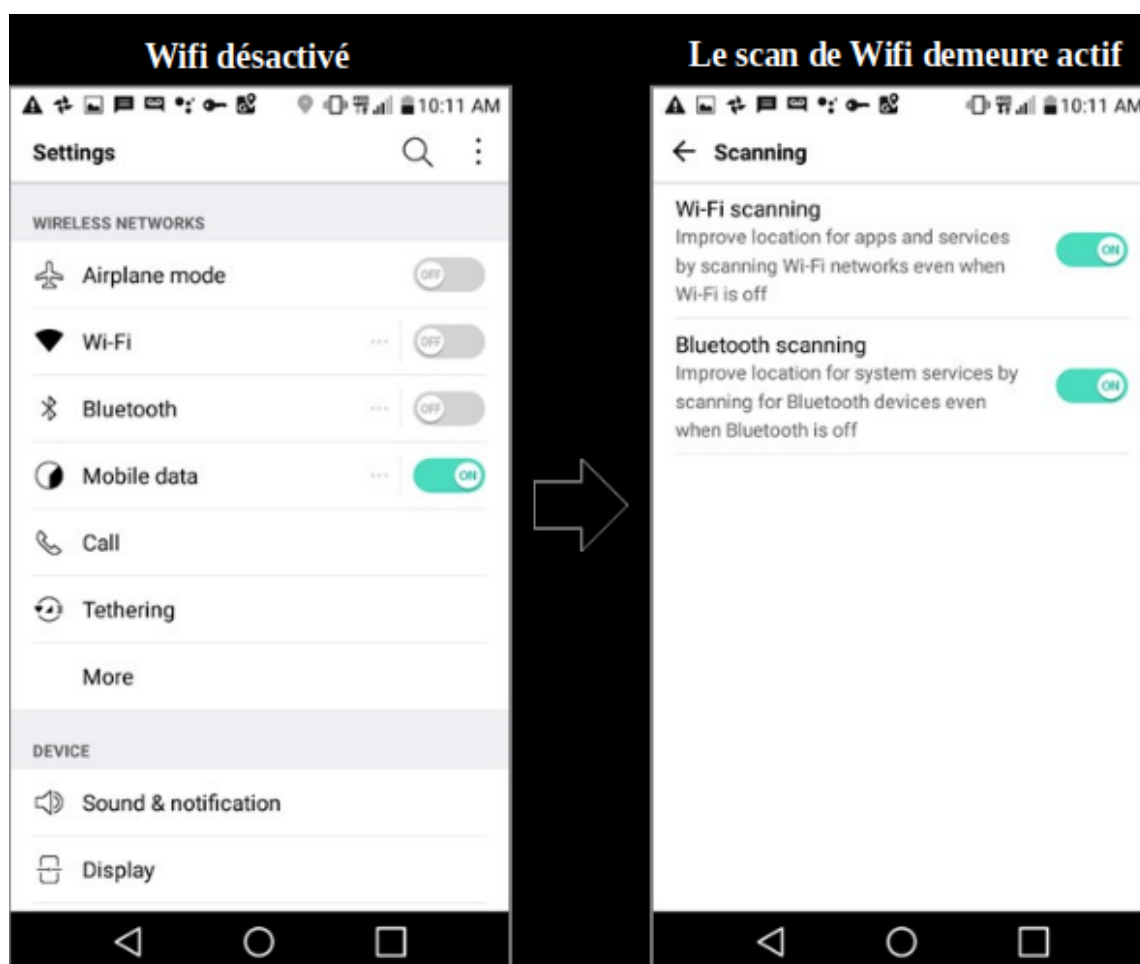 Wifi désactivé
10:11 AM
Settings
WIRELESS NETWORKS
Airplane mode
OFF
Wi-Fi
OFF
Bluetooth
OFF
Mobile data
ON
Call
Tethering
More
DEVICE
Sound & notification
Display
Le scan de Wifi demeure actif
10:11 AM
Scanning
Wi-Fi scanning
Improve location for apps and services
by scanning Wi-Fi networks even when
Wi-Fi is off
ON
Bluetooth scanning
Improve location for system services by
scanning for Bluetooth devices even
when Bluetooth is off
ON